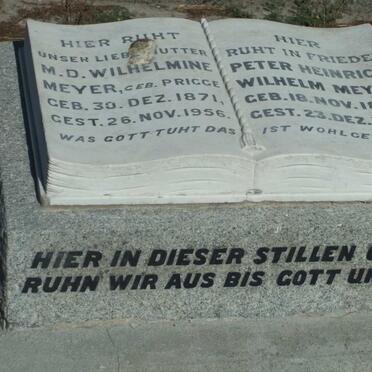 HIER RUHT
UNSER LIEBE MUTTER
M.D. WILHELMINE
MEYER, GEB. PRIGGE
GEB. 30. DEZ. 1871.
GEST. 26. NOV. 1956.
WAS GOTT TUHT DAS
HIER
RUHT IN FRIEDE
PETER HEINRIC
WILHELM MEY
GEB. 18. NOV. 18
GEST. 23. DEZ.
IST WOHLGE
HIER IN DIESER STILLEN
RUHN WIR AUS BIS GOTT UN